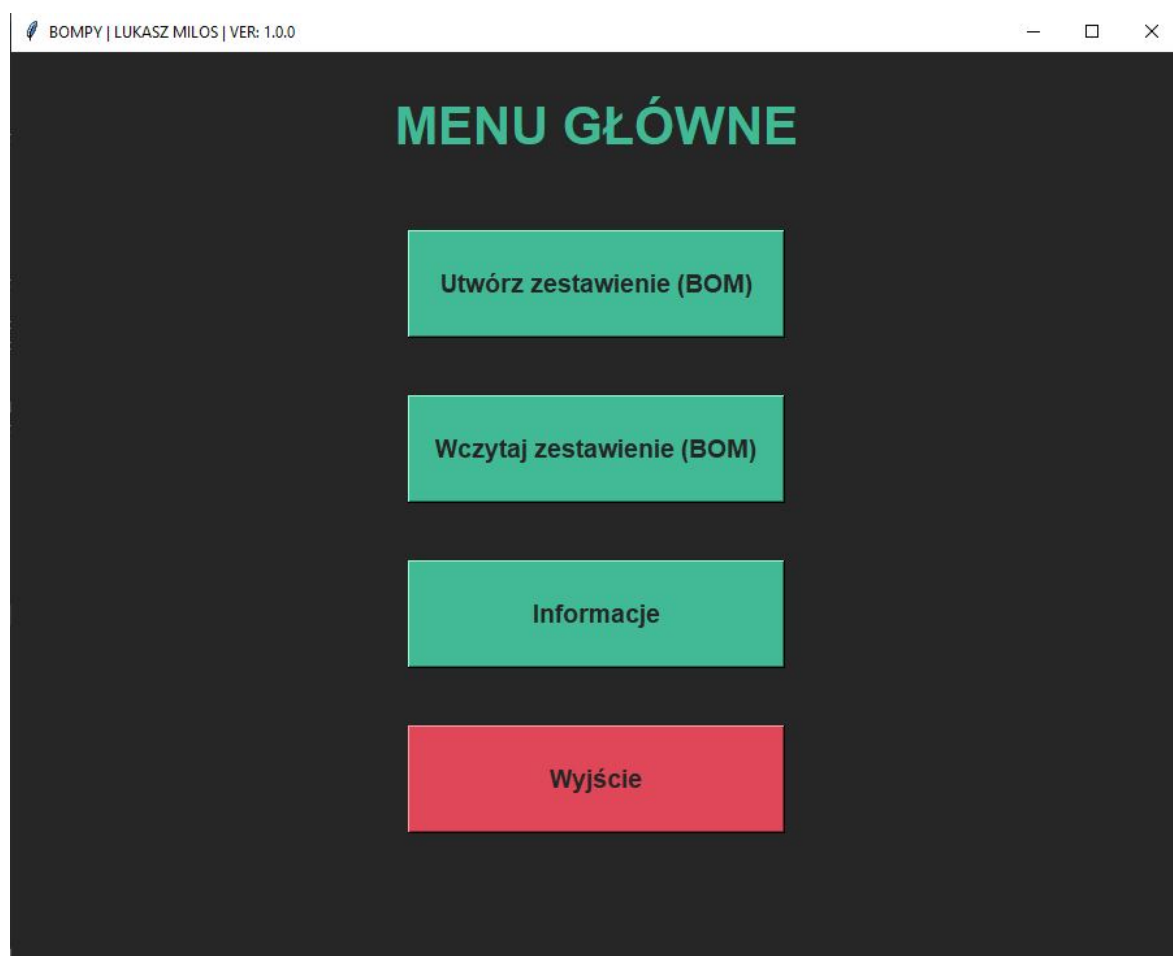 BOMPY | LUKASZ MILOS | VER: 1.0.0
MENU GŁÓWNE
Utwórz zestawienie (BOM)
Wczytaj zestawienie (BOM)
Informacje
Wyjście